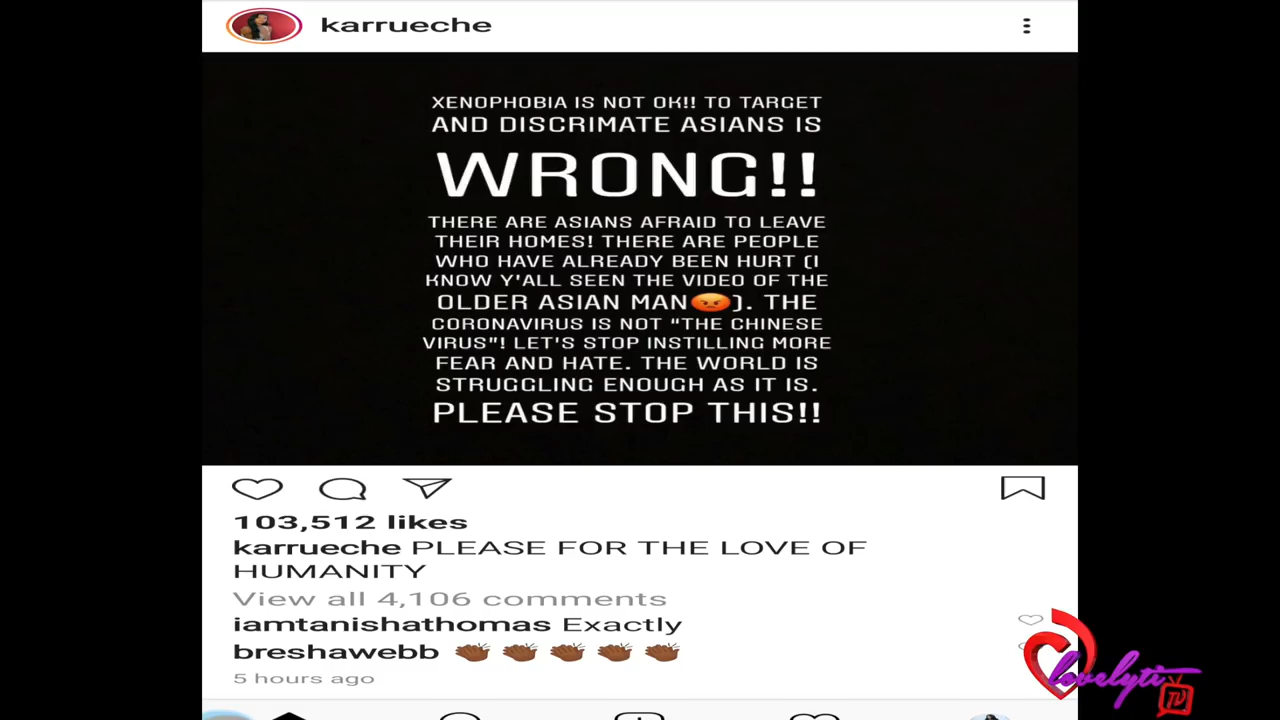 karrueche
XENOPHOBIA IS NOT OK!! TO TARGET
AND DISCRIMATE ASIANS IS
WRONG!!
THERE ARE ASIANS AFRAID TO LEAVE
THEIR HOMES! THERE ARE PEOPLE
WHO HAVE ALREADY BEEN HURT (I
KNOW Y'ALL SEEN THE VIDEO OF THE
OLDER ASIAN MAN😡). THE
CORONAVIRUS IS NOT "THE CHINESE
VIRUS"! LET'S STOP INSTILLING MORE
FEAR AND HATE. THE WORLD IS
STRUGGLING ENOUGH AS IT IS.
PLEASE STOP THIS!!
103,512 likes
karrueche PLEASE FOR THE LOVE OF
HUMANITY
View all 4,106 comments
iamtanishathomas Exactly
breshawebb 👏🏾👏🏾👏🏾👏🏾👏🏾
5 hours ago
lovelyti
TV